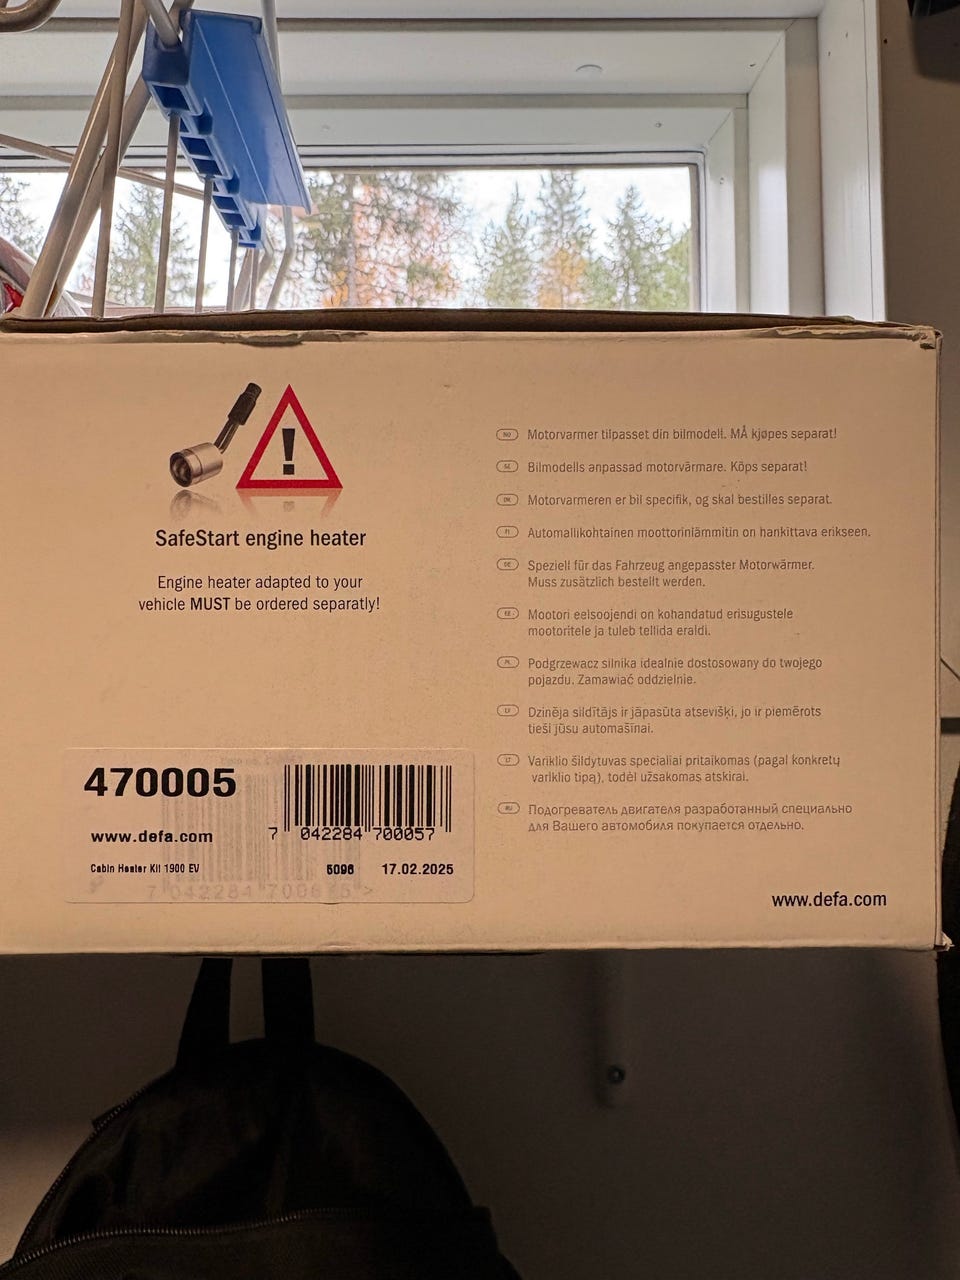 SafeStart engine heater
Engine heater adapted to your
vehicle MUST be ordered separatly!
NO Motorvarmer tilpasset din bilmodell. MÅ kjøpes separat!
SE Bilmodells anpassad motorvärmare. Köps separat!
DK Motorvarmeren er bil specifik, og skal bestilles separat.
FI Automallikohtainen moottorinlämmitin on hankittava erikseen.
DE Speziell für das Fahrzeug angepasster Motorwärmer.
Muss zusätzlich bestellt werden.
EE Mootori eelsoojendi on kohandatud erisugustele
mootoritele ja tuleb tellida eraldi.
PL Podgrzewacz silnika idealnie dostosowany do twojego
pojazdu. Zamawiać oddzielnie.
LV Dzinēja sildītājs ir jāpasūta atsevišķi, jo ir piemērots
tieši jūsu automašīnai.
LT Variklio šildytuvas specialiai pritaikomas (pagal konkretų
variklio tipą), todėl užsakomas atskirai.
RU Подогреватель двигателя разработанный специально
для Вашего автомобиля покупается отдельно.
470005
www.defa.com
7 042284 700057
Cabin Heater Kit 1900 EV
5096 17.02.2025
7 042284 700635 >
www.defa.com